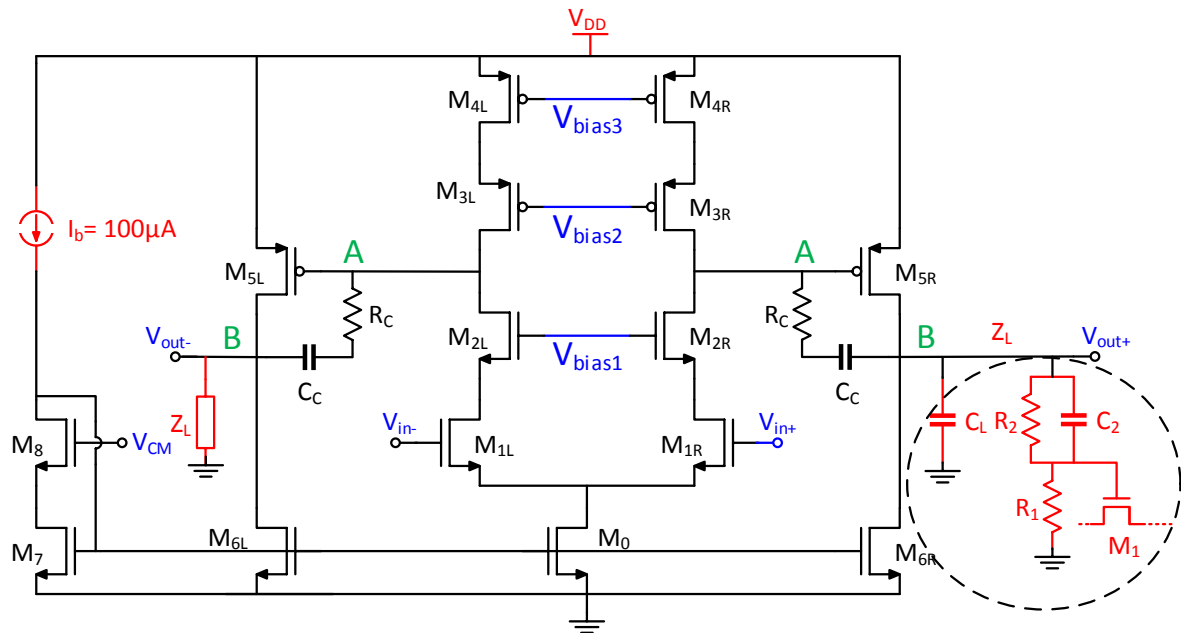 VDD
M4L
M4R
Vbias3
M3L
M3R
Vbias2
Ib= 100μA
A
A
M5L
M5R
RC
RC
M2L
M2R
Vbias1
Vout-
B
B
ZL
Vout+
CC
CC
ZL
CL
R2
C2
M8
VCM
Vin-
Vin+
M1L
M1R
R1
M1
M7
M6L
M0
M6R